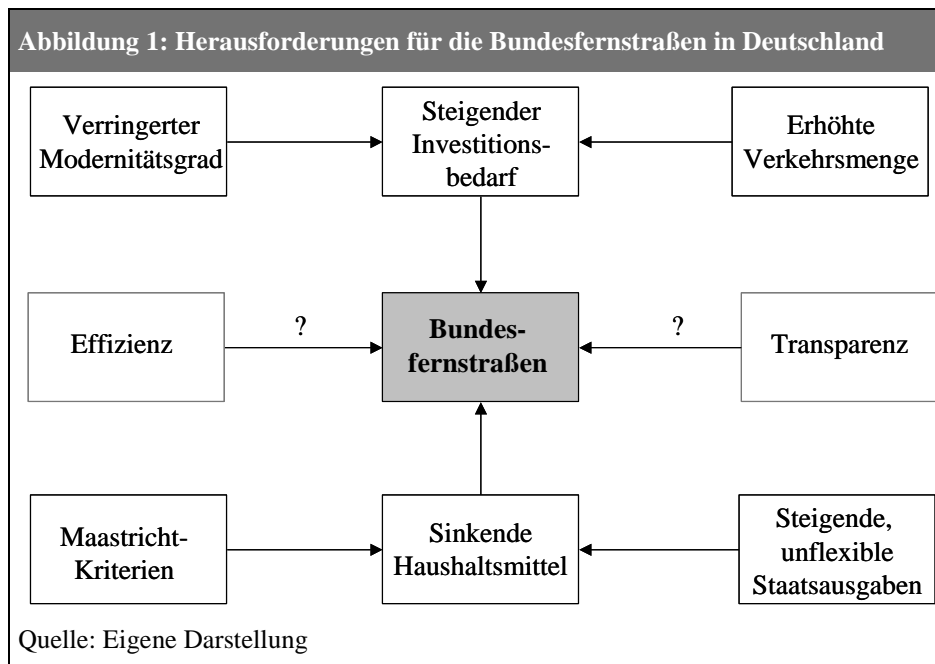 Abbildung 1: Herausforderungen für die Bundesfernstraßen in Deutschland
Verringerter
Modernitätsgrad
Steigender
Investitions-
bedarf
Erhöhte
Verkehrsmenge
Effizienz
?
Bundes-
fernstraßen
?
Transparenz
Maastricht-
Kriterien
Sinkende
Haushaltsmittel
Steigende,
unflexible
Staatsausgaben
Quelle: Eigene Darstellung